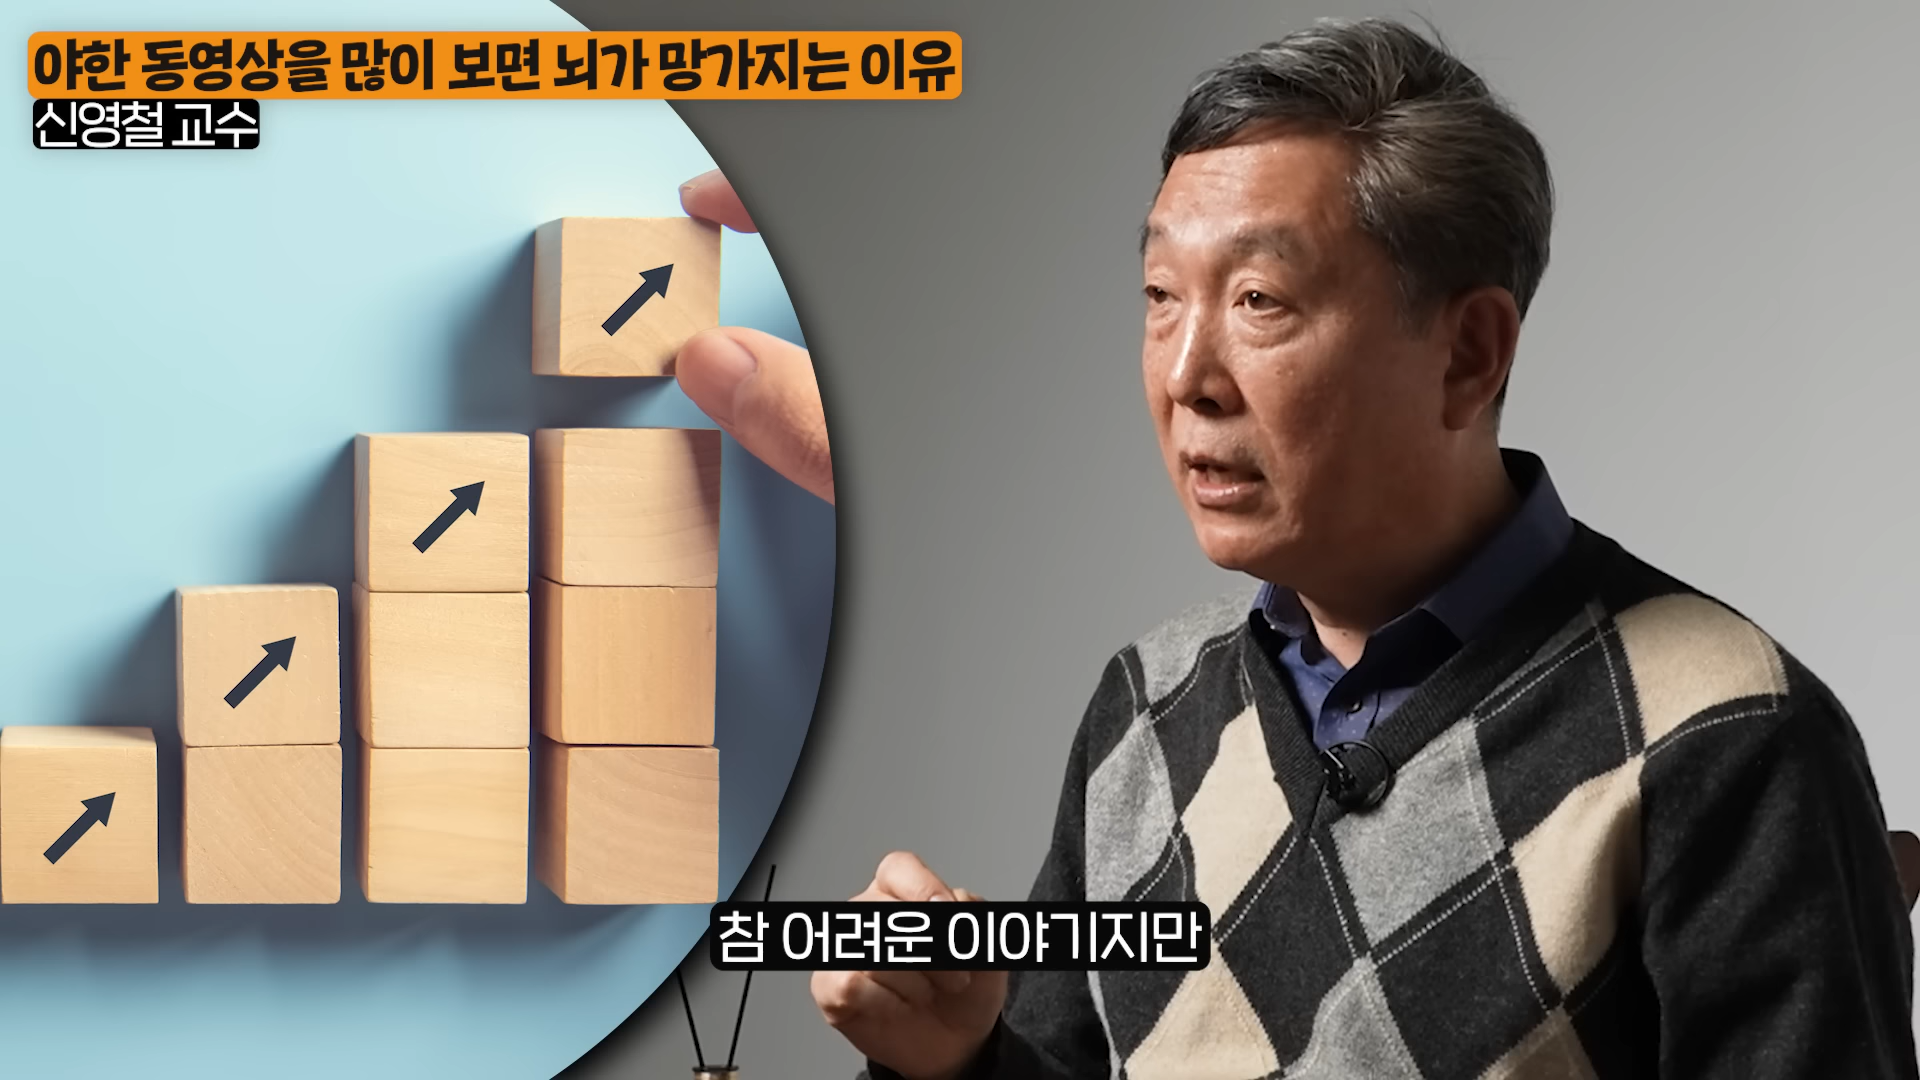 야한 동영상을 많이 보면 뇌가 망가지는 이유
신영철 교수
참 어려운 이야기지만